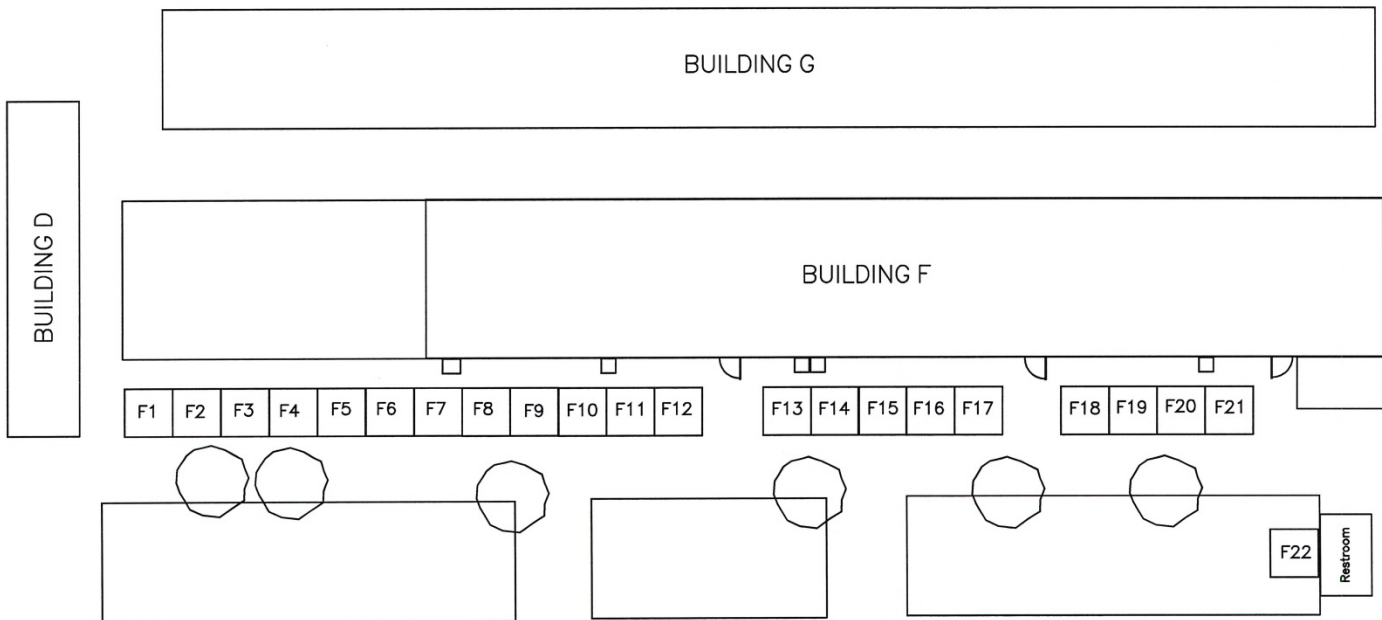 BUILDING G
BUILDING D
BUILDING F
F1 F2 F3 F4 F5 F6 F7 F8 F9 F10 F11 F12 F13 F14 F15 F16 F17 F18 F19 F20 F21
F22
Restroom